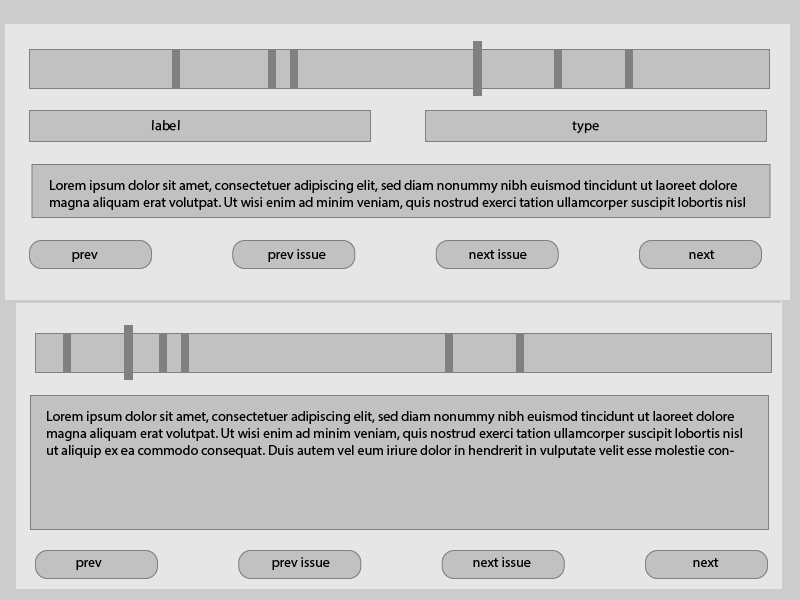 label
type
Lorem ipsum dolor sit amet, consectetuer adipiscing elit, sed diam nonummy nibh euismod tincidunt ut laoreet dolore
magna aliquam erat volutpat. Ut wisi enim ad minim veniam, quis nostrud exerci tation ullamcorper suscipit lobortis nisl
prev
prev issue
next issue
next
Lorem ipsum dolor sit amet, consectetuer adipiscing elit, sed diam nonummy nibh euismod tincidunt ut laoreet dolore
magna aliquam erat volutpat. Ut wisi enim ad minim veniam, quis nostrud exerci tation ullamcorper suscipit lobortis nisl
ut aliquip ex ea commodo consequat. Duis autem vel eum iriure dolor in hendrerit in vulputate velit esse molestie con-
prev
prev issue
next issue
next